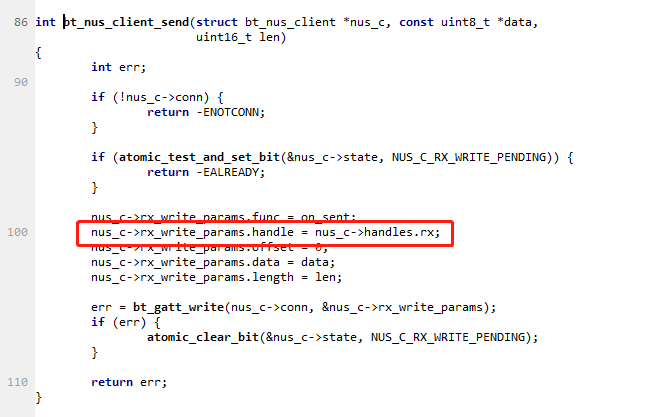 86 int bt_nus_client_send(struct bt_nus_client *nus_c, const uint8_t *data,
uint16_t len)
{
int err;
90
if (!nus_c->conn) {
return -ENOTCONN;
}
if (atomic_test_and_set_bit(&nus_c->state, NUS_C_RX_WRITE_PENDING)) {
return -EALREADY;
}
nus_c->rx_write_params.func = on_sent;
100 nus_c->rx_write_params.handle = nus_c->handles.rx;
nus_c->rx_write_params.offset = 0;
nus_c->rx_write_params.data = data;
nus_c->rx_write_params.length = len;
err = bt_gatt_write(nus_c->conn, &nus_c->rx_write_params);
if (err) {
atomic_clear_bit(&nus_c->state, NUS_C_RX_WRITE_PENDING);
}
110 return err;
}